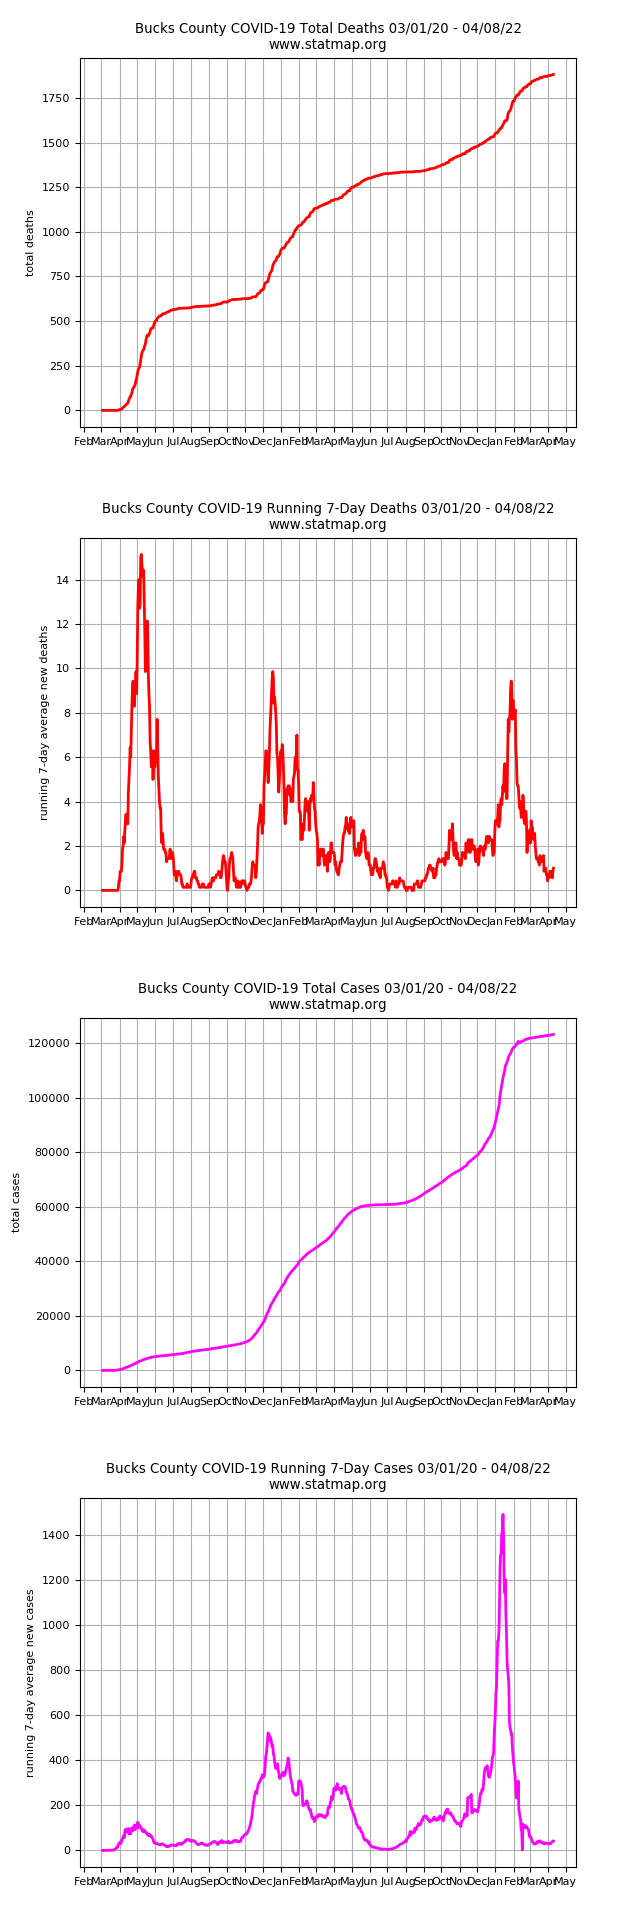 Bucks County COVID-19 Total Deaths 03/01/20 - 04/08/22
www.statmap.org
1750
1500
1250
1000
750
500
250
0
total deaths
Feb Mar Apr May Jun Jul Aug Sep Oct Nov Dec Jan Feb Mar Apr May Jun Jul Aug Sep Oct Nov Dec Jan Feb Mar Apr May
Bucks County COVID-19 Running 7-Day Deaths 03/01/20 - 04/08/22
www.statmap.org
14
12
10
8
6
4
2
0
running 7-day average new deaths
Feb Mar Apr May Jun Jul Aug Sep Oct Nov Dec Jan Feb Mar Apr May Jun Jul Aug Sep Oct Nov Dec Jan Feb Mar Apr May
Bucks County COVID-19 Total Cases 03/01/20 - 04/08/22
www.statmap.org
120000
100000
80000
60000
40000
20000
0
total cases
Feb Mar Apr May Jun Jul Aug Sep Oct Nov Dec Jan Feb Mar Apr May Jun Jul Aug Sep Oct Nov Dec Jan Feb Mar Apr May
Bucks County COVID-19 Running 7-Day Cases 03/01/20 - 04/08/22
www.statmap.org
1400
1200
1000
800
600
400
200
0
running 7-day average new cases
Feb Mar Apr May Jun Jul Aug Sep Oct Nov Dec Jan Feb Mar Apr May Jun Jul Aug Sep Oct Nov Dec Jan Feb Mar Apr May